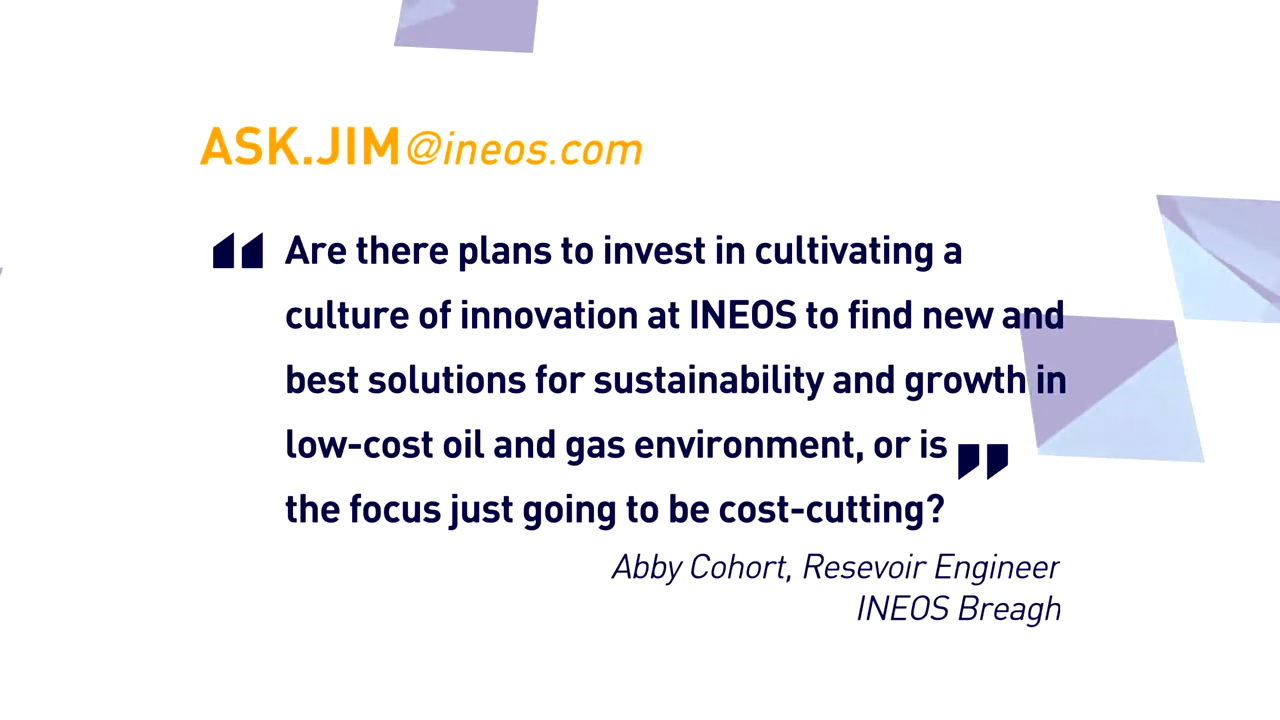 ASK.JIM@ineos.com
“ Are there plans to invest in cultivating a
culture of innovation at INEOS to find new and
best solutions for sustainability and growth in
low-cost oil and gas environment, or is
the focus just going to be cost-cutting? ”
Abby Cohort, Resevoir Engineer
INEOS Breagh